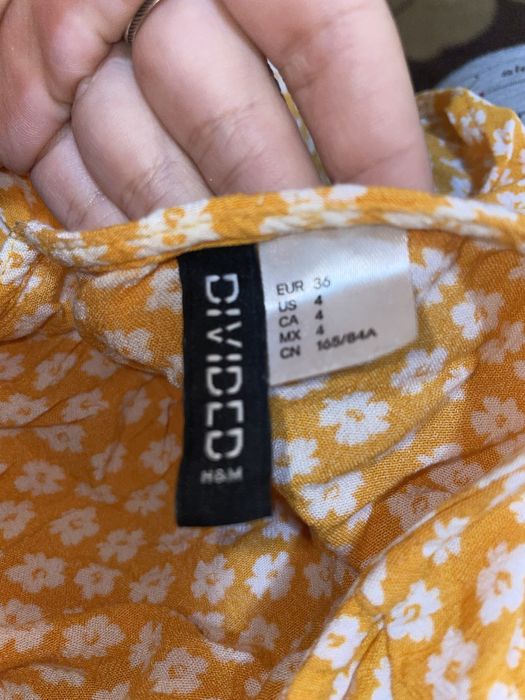 DIVIDED
H&M
EUR 36
US 4
CA 4
MX 4
CN 165/84A